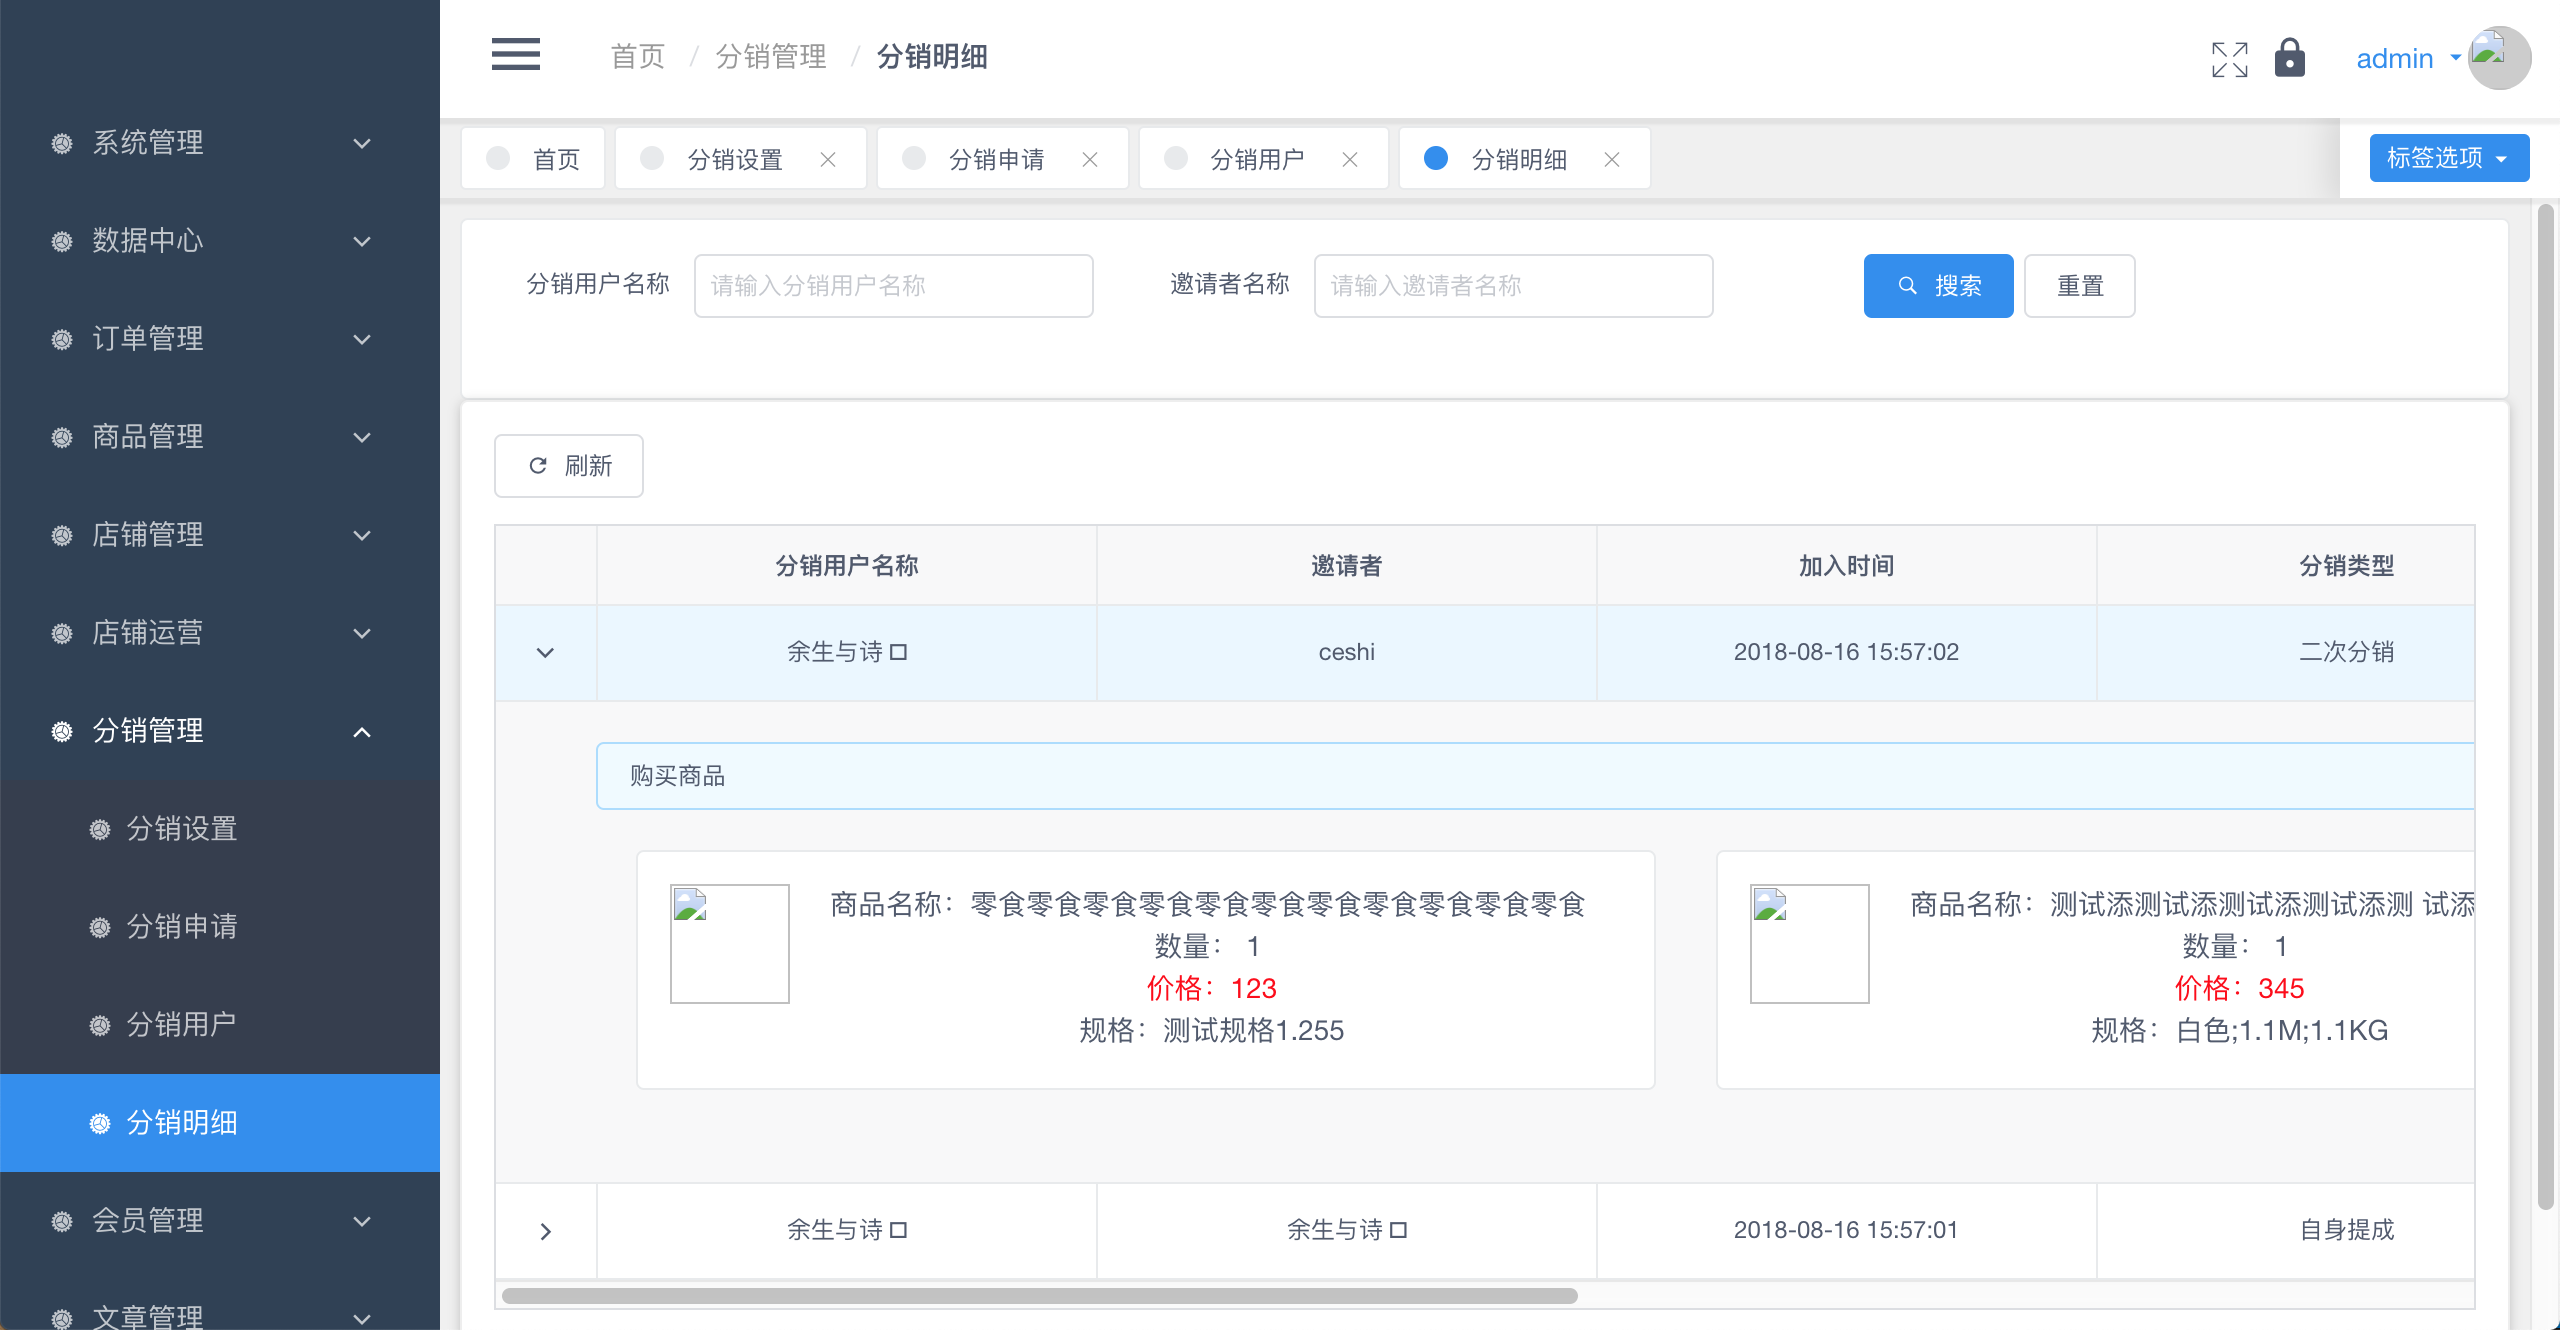 首页 / 分销管理 / 分销明细
admin
系统管理
数据中心
订单管理
商品管理
店铺管理
店铺运营
分销管理
分销设置
分销申请
分销用户
分销明细
会员管理
文章管理
首页 分销设置 分销申请 分销用户 分销明细 标签选项
分销用户名称 请输入分销用户名称 邀请者名称 请输入邀请者名称 搜索 重置
刷新
分销用户名称 邀请者 加入时间 分销类型
余生与诗 ceshi 2018-08-16 15:57:02 二次分销
购买商品
商品名称：零食零食零食零食零食零食零食零食零食零食零食
数量： 1
价格：123
规格：测试规格1.255
商品名称：测试添测试添测试添测试添测 试添
数量： 1
价格：345
规格：白色;1.1M;1.1KG
余生与诗 余生与诗 2018-08-16 15:57:01 自身提成